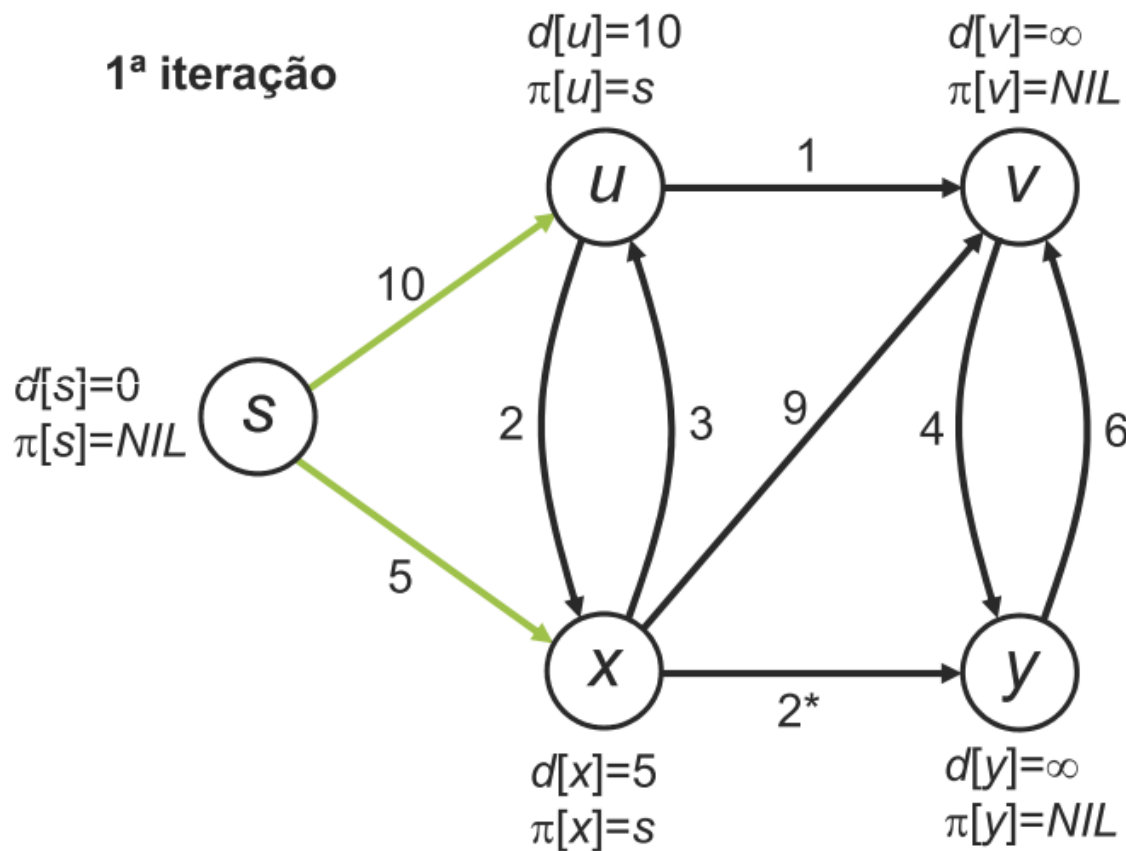 1ª iteração
d[u]=10
π[u]=s
d[v]=∞
π[v]=NIL
u
1
v
10
d[s]=0
π[s]=NIL
s
2
3
9
4
6
5
x
2*
y
d[x]=5
π[x]=s
d[y]=∞
π[y]=NIL